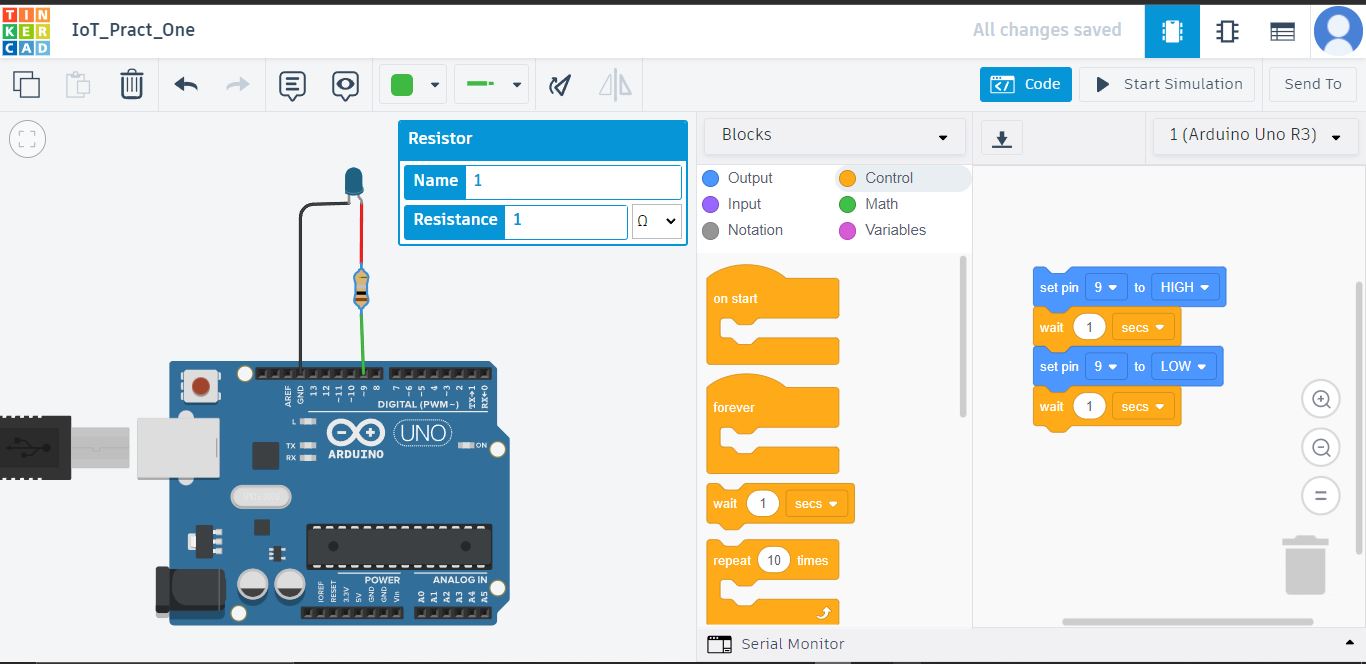 TIN
KER
CAD
IoT_Pract_One
All changes saved
Code
Start Simulation
Send To
Resistor
Name 1
Resistance 1 Ω
Blocks
1 (Arduino Uno R3)
Output
Control
Input
Math
Notation
Variables
on start
forever
wait 1 secs
repeat 10 times
set pin 9 to HIGH
wait 1 secs
set pin 9 to LOW
wait 1 secs
AREF
GND
13
12
~11
~10
~9
8
7
~6
~5
4
~3
2
TX→1
RX←0
DIGITAL (PWM~)
L
TX
RX
UNO
ARDUINO
ON
POWER
ANALOG IN
IOREF
RESET
3.3V
5V
GND
GND
Vin
A0
A1
A2
A3
A4
A5
Serial Monitor